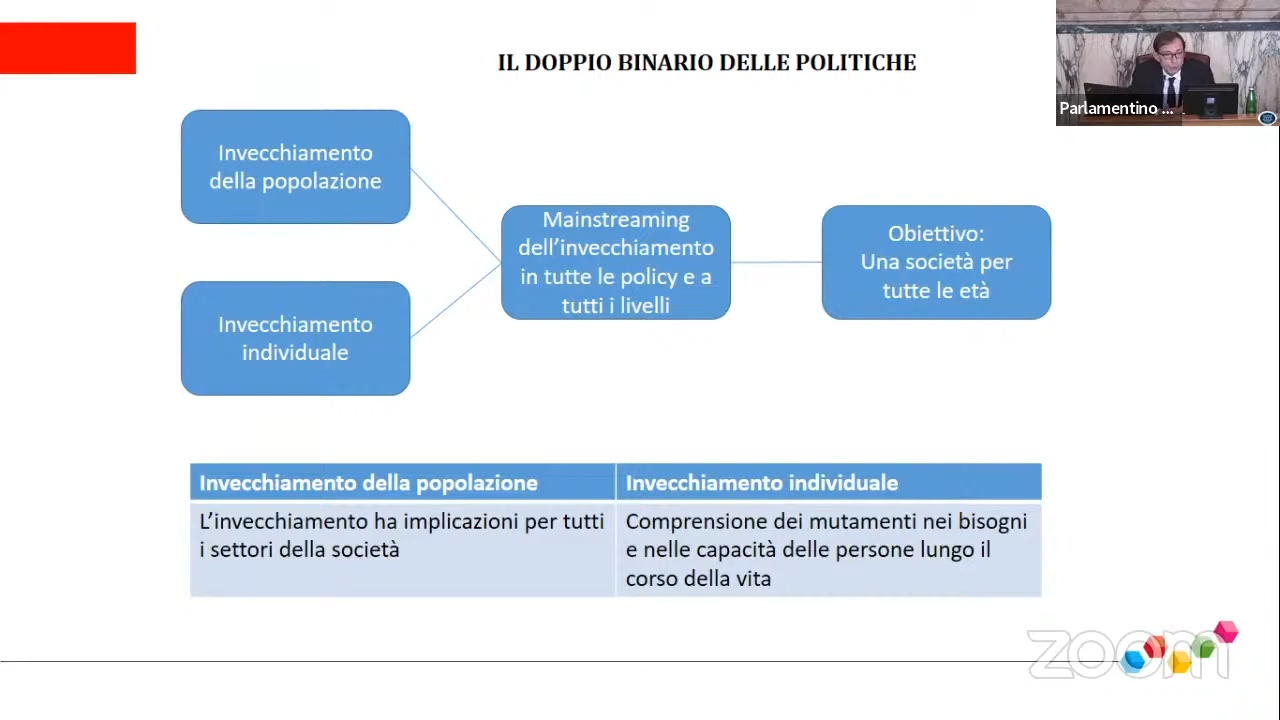 IL DOPPIO BINARIO DELLE POLITICHE
Parlamentino ...
Invecchiamento
della popolazione
Invecchiamento
individuale
Mainstreaming
dell'invecchiamento
in tutte le policy e a
tutti i livelli
Obiettivo:
Una società per
tutte le età
Invecchiamento della popolazione
L'invecchiamento ha implicazioni per tutti
i settori della società
Invecchiamento individuale
Comprensione dei mutamenti nei bisogni
e nelle capacità delle persone lungo il
corso della vita
zoom